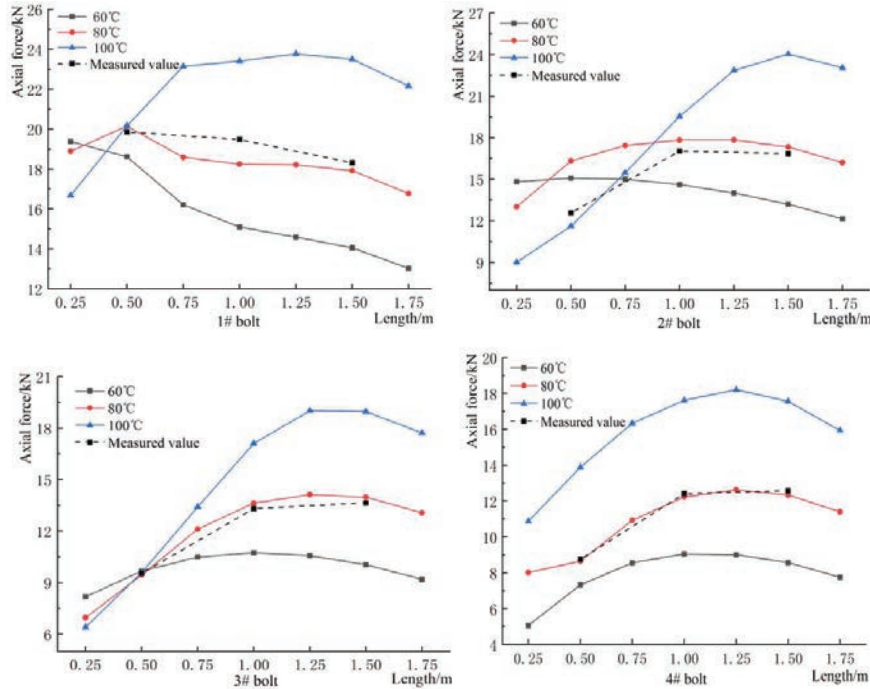 Axial force/kN
60℃
80℃
100℃
Measured value
26
24
22
20
18
16
14
12
0.25 0.50 0.75 1.00 1.25 1.50 1.75
1# bolt
Length/m
Axial force/kN
60℃
80℃
100℃
Measured value
27
24
21
18
15
12
9
0.25 0.50 0.75 1.00 1.25 1.50 1.75
2# bolt
Length/m
Axial force/kN
60℃
80℃
100℃
Measured value
21
18
15
12
9
6
0.25 0.50 0.75 1.00 1.25 1.50 1.75
3# bolt
Length/m
Axial force/kN
60℃
80℃
100℃
Measured value
20
18
16
14
12
10
8
6
4
0.25 0.50 0.75 1.00 1.25 1.50 1.75
4# bolt
Length/m